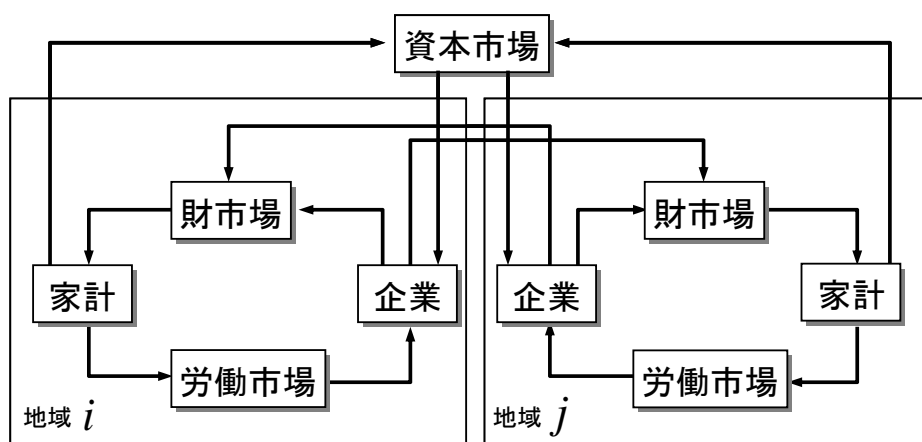 資本市場
財市場
財市場
家計
企業
企業
家計
労働市場
労働市場
地域 i
地域 j